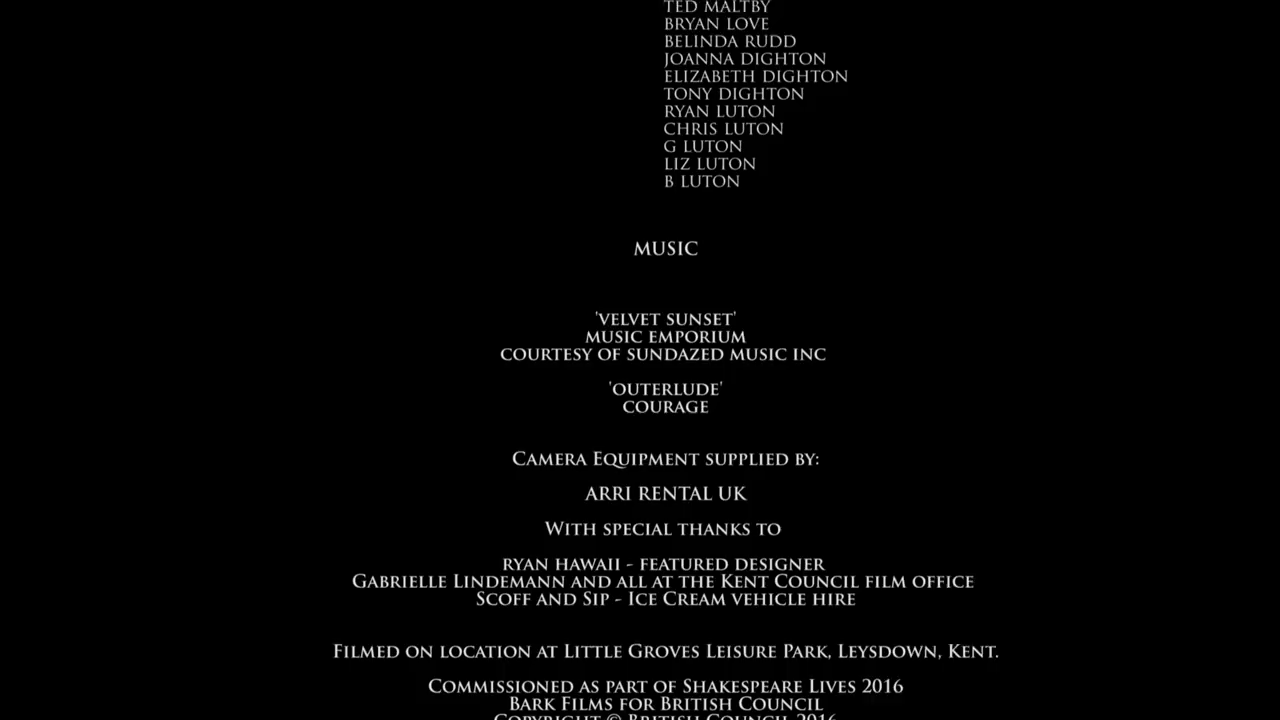 TED MALTBY
BRYAN LOVE
BELINDA RUDD
JOANNA DIGHTON
ELIZABETH DIGHTON
TONY DIGHTON
RYAN LUTON
CHRIS LUTON
G LUTON
LIZ LUTON
B LUTON
MUSIC
'VELVET SUNSET'
MUSIC EMPORIUM
COURTESY OF SUNDAZED MUSIC INC
'OUTERLUDE'
COURAGE
CAMERA EQUIPMENT SUPPLIED BY:
ARRI RENTAL UK
WITH SPECIAL THANKS TO
RYAN HAWAII - FEATURED DESIGNER
GABRIELLE LINDEMANN AND ALL AT THE KENT COUNCIL FILM OFFICE
SCOFF AND SIP - ICE CREAM VEHICLE HIRE
FILMED ON LOCATION AT LITTLE GROVES LEISURE PARK, LEYSDOWN, KENT.
COMMISSIONED AS PART OF SHAKESPEARE LIVES 2016
BARK FILMS FOR BRITISH COUNCIL
COPYRIGHT © BRITISH COUNCIL 2016